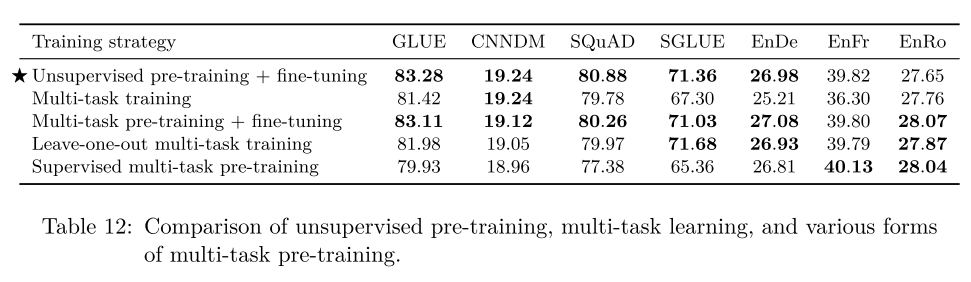 Training strategy GLUE CNNDM SQuAD SGLUE EnDe EnFr EnRo
★ Unsupervised pre-training + fine-tuning 83.28 19.24 80.88 71.36 26.98 39.82 27.65
Multi-task training 81.42 19.24 79.78 67.30 25.21 36.30 27.76
Multi-task pre-training + fine-tuning 83.11 19.12 80.26 71.03 27.08 39.80 28.07
Leave-one-out multi-task training 81.98 19.05 79.97 71.68 26.93 39.79 27.87
Supervised multi-task pre-training 79.93 18.96 77.38 65.36 26.81 40.13 28.04
Table 12: Comparison of unsupervised pre-training, multi-task learning, and various forms
of multi-task pre-training.